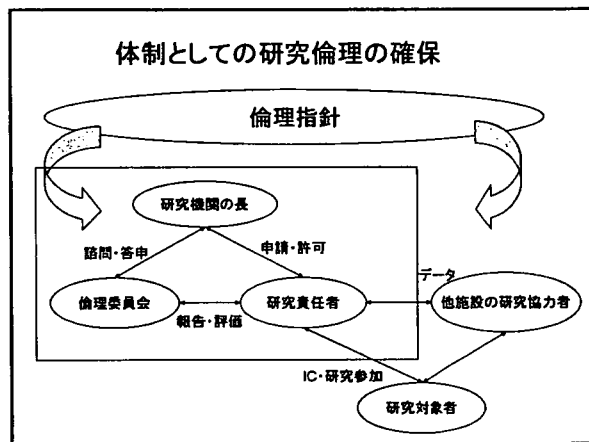 体制としての研究倫理の確保
倫理指針
研究機関の長
諮問・答申
申請・許可
データ
倫理委員会
研究責任者
他施設の研究協力者
報告・評価
IC・研究参加
研究対象者